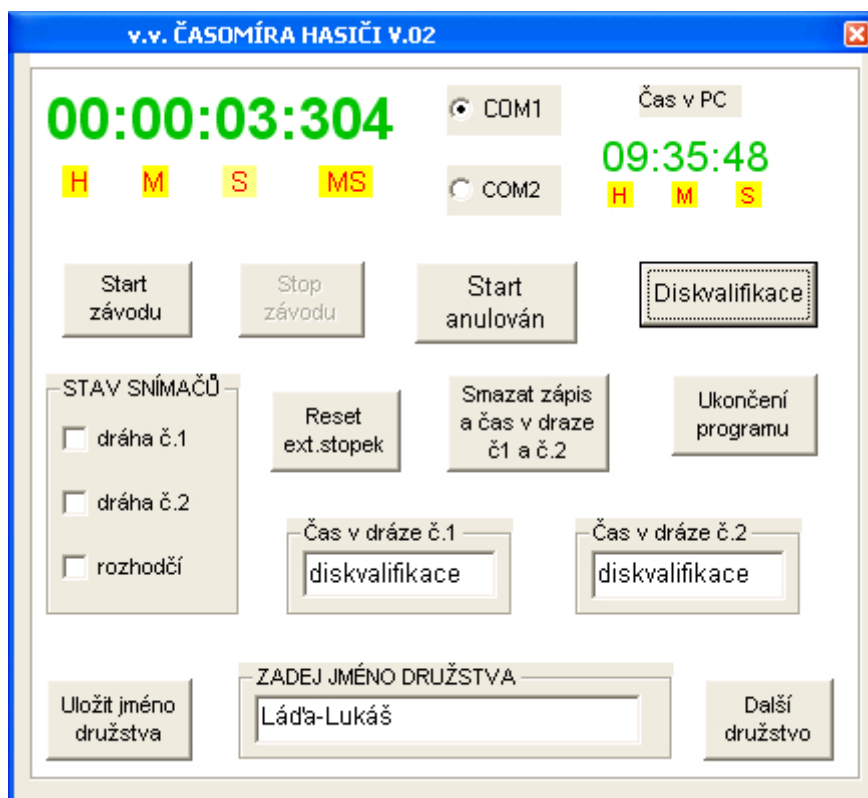 v.v. ČASOMÍRA HASIČI V.02
00:00:03:304
H M S MS
COM1
COM2
Čas v PC
09:35:48
H M S
Start
závodu
Stop
závodu
Start
anulován
Diskvalifikace
STAV SNÍMAČŮ
dráha č.1
dráha č.2
rozhodčí
Reset
ext.stopek
Smazat zápis
a čas v draze
č1 a č.2
Ukončení
programu
Čas v dráze č.1
diskvalifikace
Čas v dráze č.2
diskvalifikace
Uložit jméno
družstva
ZADEJ JMÉNO DRUŽSTVA
Láďa-Lukáš
Další
družstvo